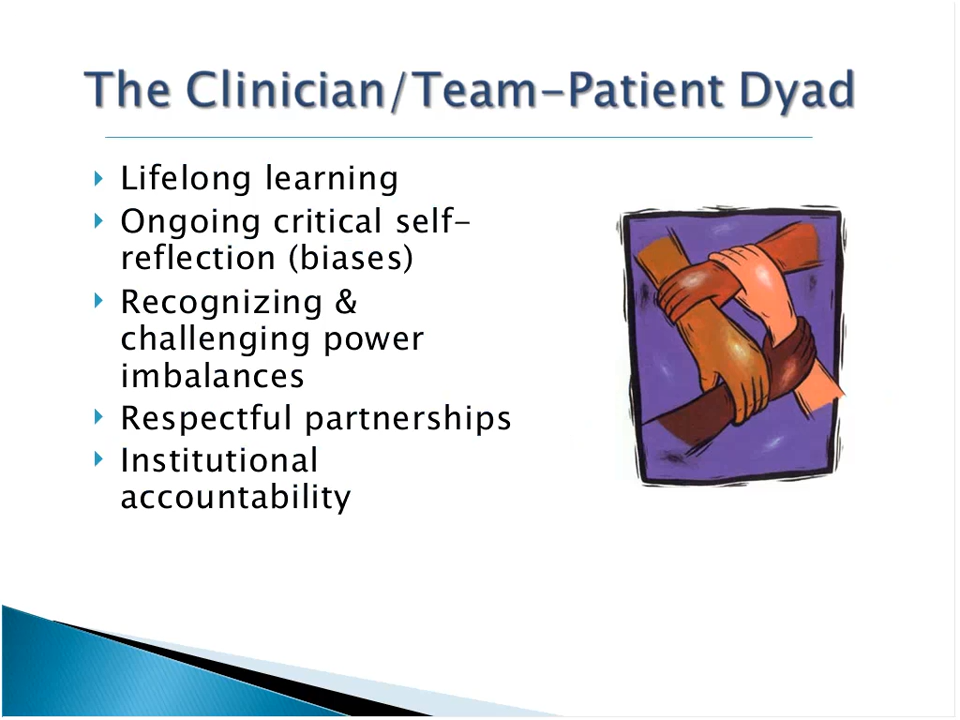 The Clinician/Team-Patient Dyad
Lifelong learning
Ongoing critical self-
reflection (biases)
Recognizing &
challenging power
imbalances
Respectful partnerships
Institutional
accountability